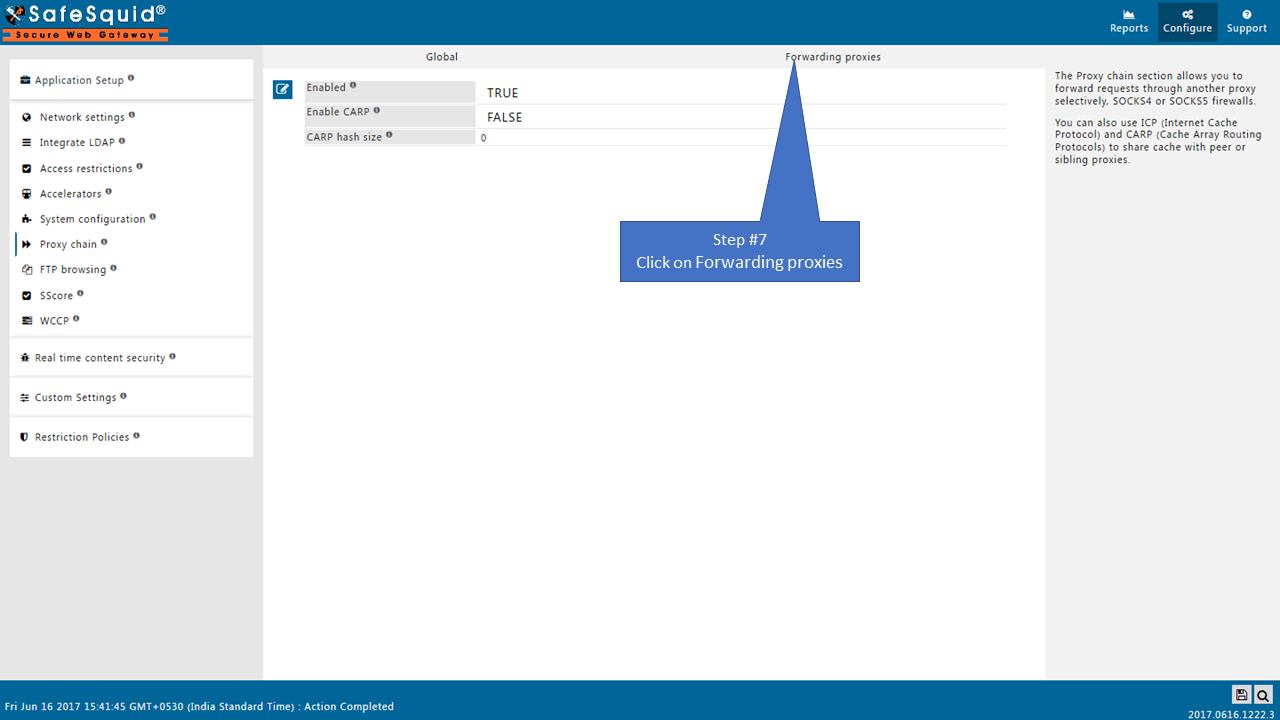 SafeSquid®
Secure Web Gateway
Reports
Configure
Support
Application Setup
Network settings
Integrate LDAP
Access restrictions
Accelerators
System configuration
Proxy chain
FTP browsing
SScore
WCCP
Real time content security
Custom Settings
Restriction Policies
Global
Forwarding proxies
Enabled
TRUE
Enable CARP
FALSE
CARP hash size
0
Step #7
Click on Forwarding proxies
The Proxy chain section allows you to
forward requests through another proxy
selectively, SOCKS4 or SOCKS5 firewalls.
You can also use ICP (Internet Cache
Protocol) and CARP (Cache Array Routing
Protocols) to share cache with peer or
sibling proxies.
Fri Jun 16 2017 15:41:45 GMT+0530 (India Standard Time) : Action Completed
2017.0616.1222.3